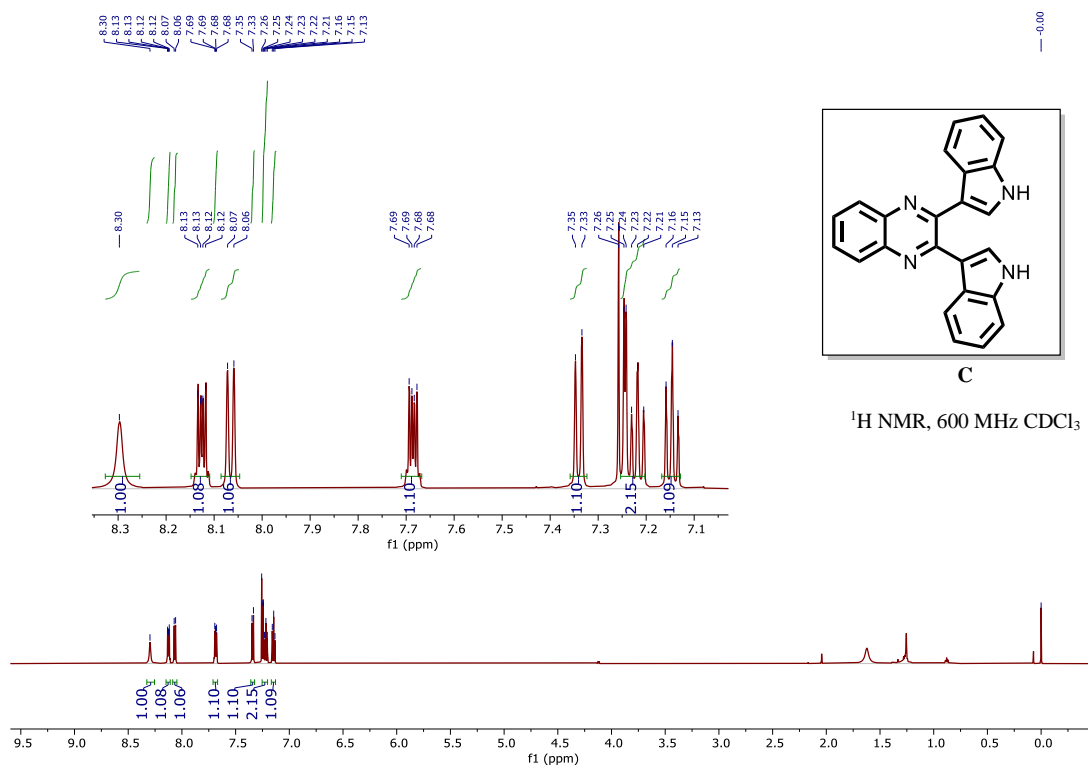 8.30 8.13 8.13 8.12 8.12 8.07 8.06 7.69 7.69 7.68 7.68 7.35 7.33 7.26 7.25 7.24 7.23 7.22 7.21 7.16 7.15 7.13 -0.00
8.30 8.13 8.13 8.12 8.12 8.07 8.06 7.69 7.69 7.68 7.68 7.35 7.33 7.26 7.25 7.24 7.23 7.22 7.21 7.16 7.15 7.13
N NH
N NH
C
¹H NMR, 600 MHz CDCl₃
1.00 1.08 1.06 1.10 1.10 2.15 1.09
8.3 8.2 8.1 8.0 7.9 7.8 7.7 7.6 7.5 7.4 7.3 7.2 7.1
f1 (ppm)
1.00 1.08 1.06 1.10 1.10 2.15 1.09
9.5 9.0 8.5 8.0 7.5 7.0 6.5 6.0 5.5 5.0 4.5 4.0 3.5 3.0 2.5 2.0 1.5 1.0 0.5 0.0
f1 (ppm)